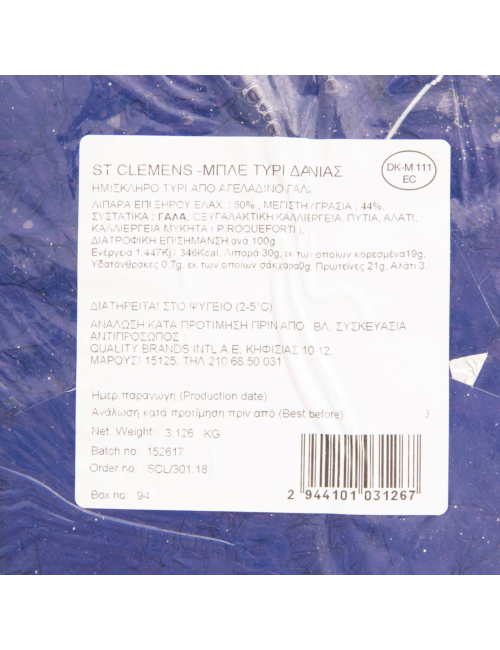 ST CLEMENS -ΜΠΛΕ ΤΥΡΙ ΔΑΝΙΑΣ
DK-M 111
EC
ΗΜΙΣΚΛΗΡΟ ΤΥΡΙ ΑΠΟ ΑΓΕΛΑΔΙΝΟ ΓΑΛΑ
ΛΙΠΑΡΑ ΕΠΙ ΞΗΡΟΥ ΕΛΑΧ. : 50% , ΜΕΓΙΣΤΗ ΥΓΡΑΣΙΑ : 44%,
ΣΥΣΤΑΤΙΚΑ : ΓΑΛΑ, ΟΞΥΓΑΛΑΚΤΙΚΗ ΚΑΛΛΙΕΡΓΕΙΑ, ΠΥΤΙΑ, ΑΛΑΤΙ,
ΚΑΛΛΙΕΡΓΕΙΑ ΜΥΚΗΤΑ ( P.ROQUEFORTI ),
ΔΙΑΤΡΟΦΙΚΗ ΕΠΙΣΗΜΑΝΣΗ ανά 100g
Ενέργεια 1.447Kj / 346Kcal, Λιπαρά 30g, εκ των οποίων κορεσμένα19g,
Υδατάνθρακες 0,7g, εκ των οποίων σάκχαρα0g, Πρωτείνες 21g, Αλάτι 3.
ΔΙΑΤΗΡΕΙΤΑΙ ΣΤΟ ΨΥΓΕΙΟ (2-5°C)
ΑΝΑΛΩΣΗ ΚΑΤΑ ΠΡΟΤΙΜΗΣΗ ΠΡΙΝ ΑΠΟ ΒΛ. ΣΥΣΚΕΥΑΣΙΑ
ΑΝΤΙΠΡΟΣΩΠΟΣ
QUALITY BRANDS INTL A.E, ΚΗΦΙΣΙΑΣ 10 12,
ΜΑΡΟΥΣΙ 15125, ΤΗΛ 210 68 50 031
Ημερ.παραγωγη (Production date):
Ανάλωση κατά προτίμηση πριν από (Best before):
Net. Weight: 3,126 KG
Batch no: 152617
Order no: SCL/301,18
Box no: 94
2 944101 031267